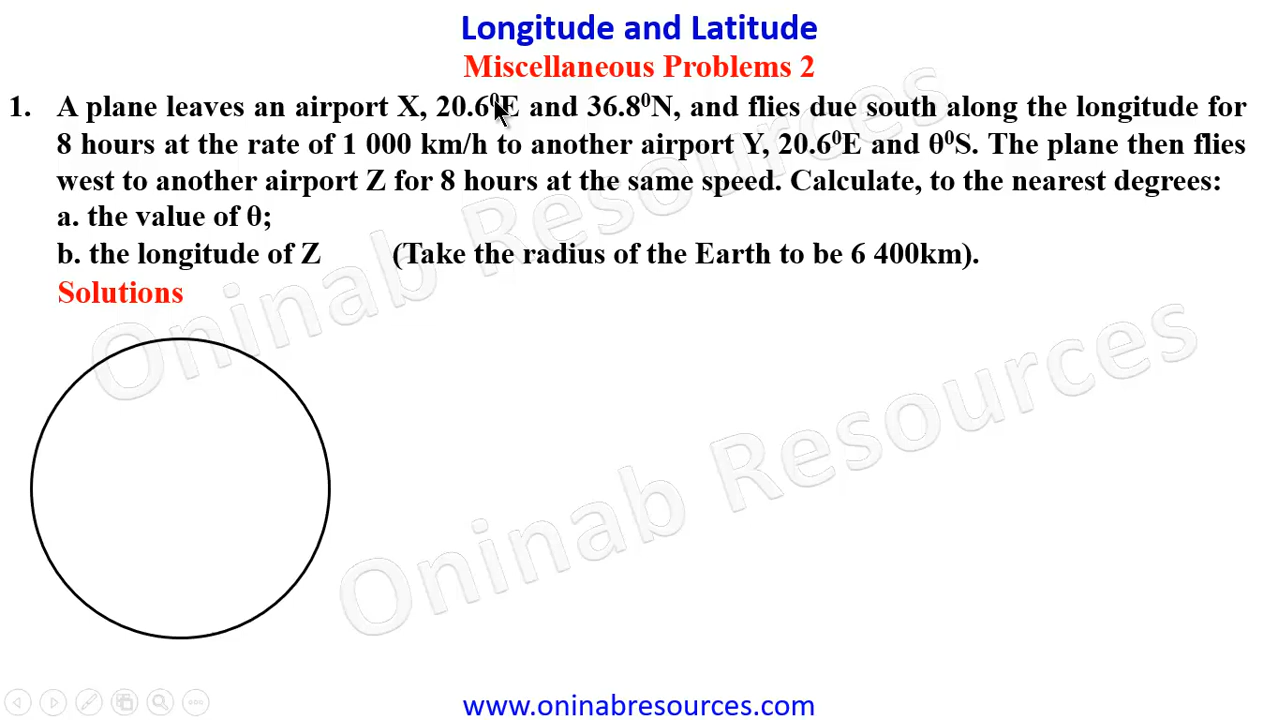 Longitude and Latitude
Miscellaneous Problems 2
1. A plane leaves an airport X, 20.6⁰E and 36.8⁰N, and flies due south along the longitude for
8 hours at the rate of 1 000 km/h to another airport Y, 20.6⁰E and θ⁰S. The plane then flies
west to another airport Z for 8 hours at the same speed. Calculate, to the nearest degrees:
a. the value of θ;
b. the longitude of Z (Take the radius of the Earth to be 6 400km).
Solutions
Oninab Resources
Oninab Resources
www.oninabresources.com